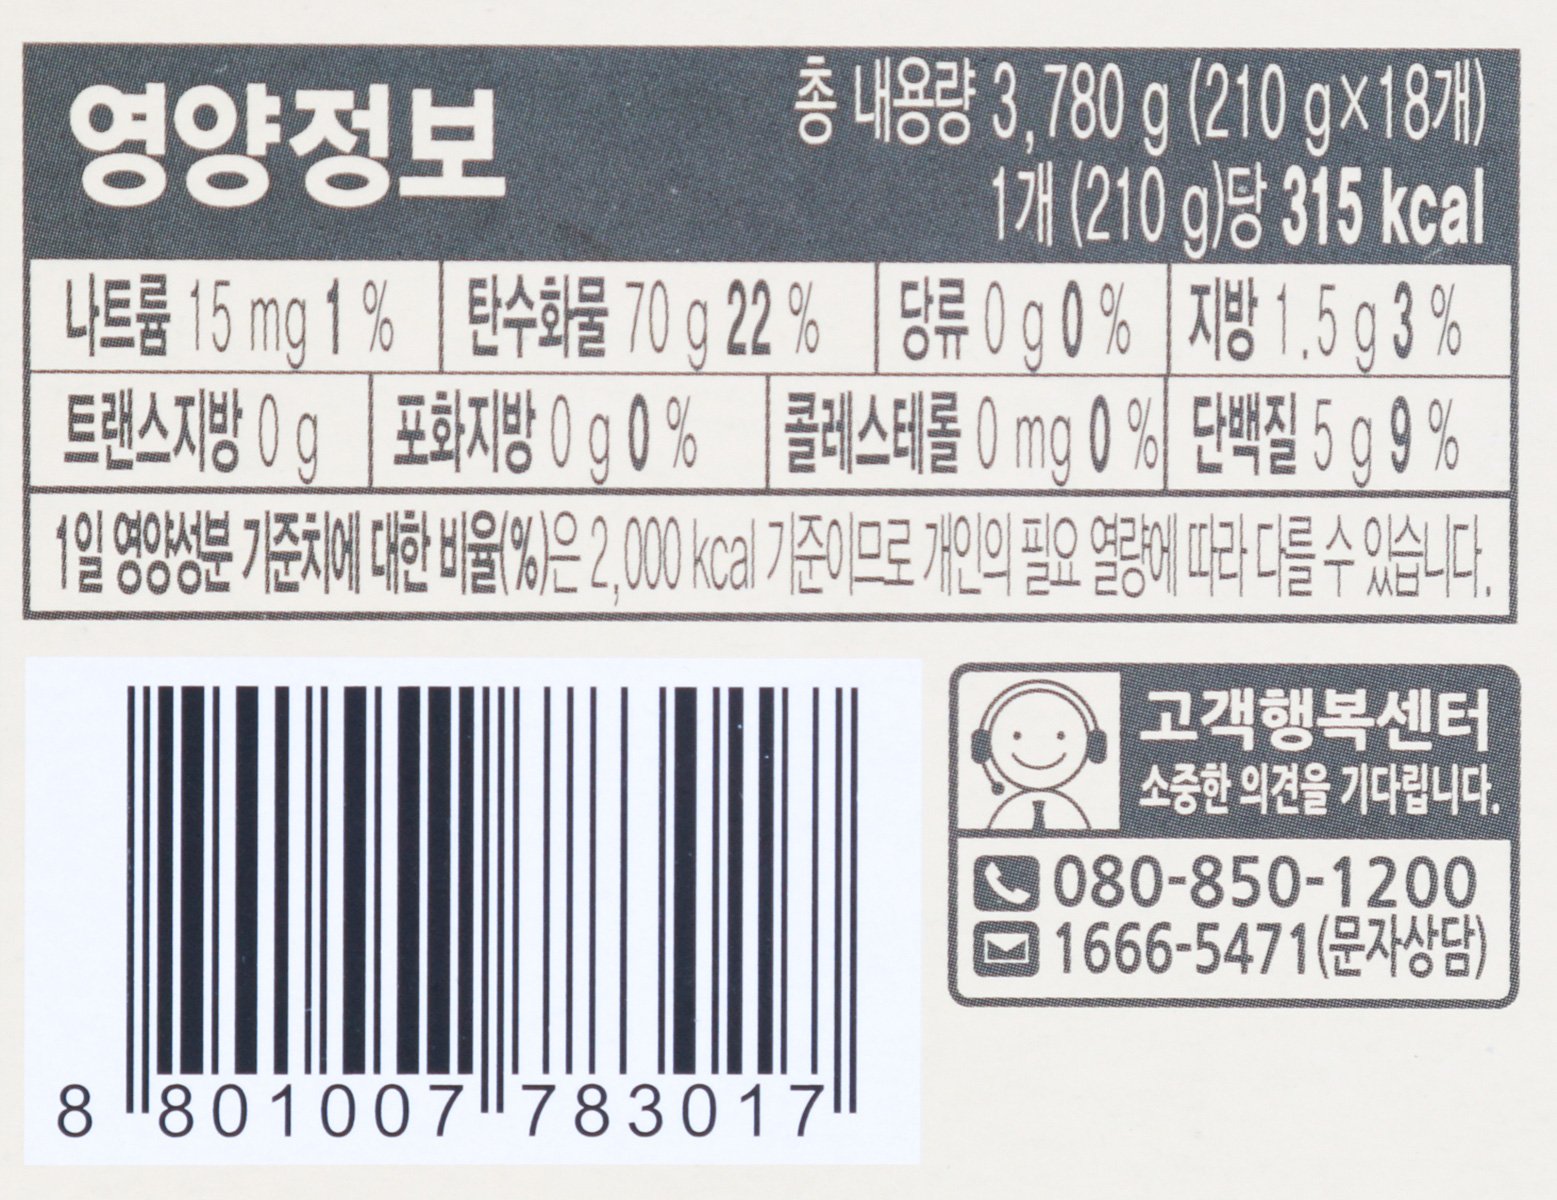 영양정보
총 내용량 3,780 g (210 g×18개)
1개 (210 g)당 315 kcal
나트륨 15 mg 1 % 탄수화물 70 g 22 % 당류 0 g 0 % 지방 1.5 g 3 %
트랜스지방 0 g 포화지방 0 g 0 % 콜레스테롤 0 mg 0 % 단백질 5 g 9 %
1일 영양성분 기준치에 대한 비율(%)은 2,000 kcal 기준이므로 개인의 필요 열량에 따라 다를 수 있습니다.
8 801007 783017
고객행복센터
소중한 의견을 기다립니다.
080-850-1200
1666-5471(문자상담)